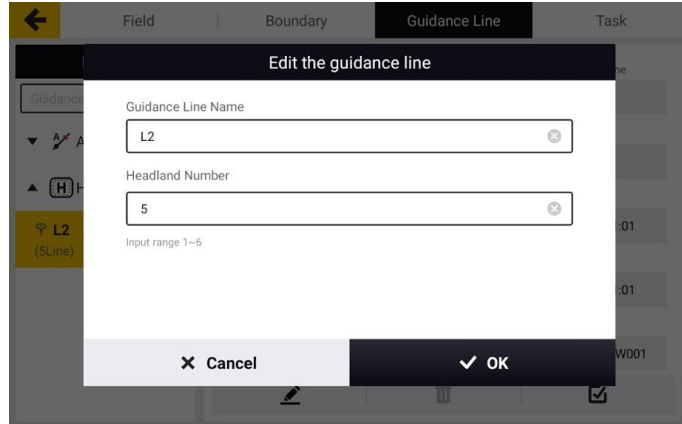 Field
Boundary
Guidance Line
Task
Edit the guidance line
Guidance
Guidance Line Name
L2
Headland Number
5
Input range 1~6
H
L2
(5Line)
:01
:01
W001
Cancel
OK